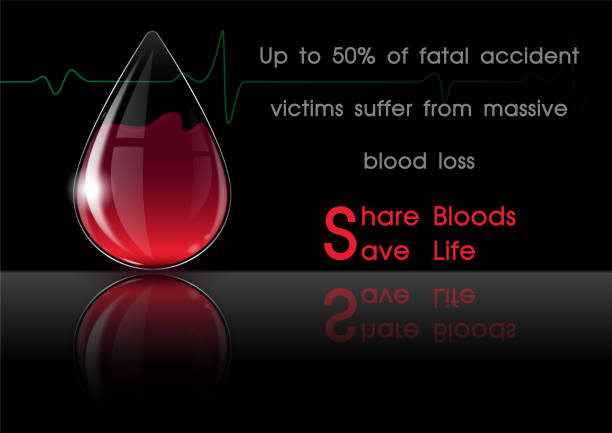 Up to 50% of fatal accident
victims suffer from massive
blood loss
Share Bloods
Save Life